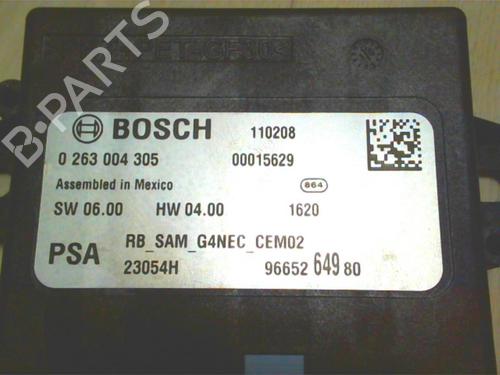 BOSCH 110208
0 263 004 305 00015629
Assembled in Mexico 864
SW 06.00 HW 04.00 1620
PSA RB_SAM_G4NEC_CEM02
23054H 96652 649 80
B-PARTS